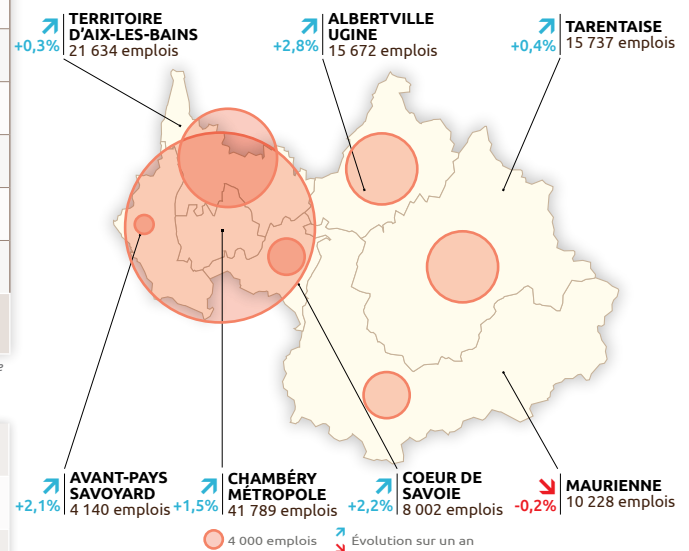 TERRITOIRE
D'AIX-LES-BAINS
+0,3%
21 634 emplois
ALBERTVILLE
UGINE
+2,8%
15 672 emplois
TARENTAISE
+0,4%
15 737 emplois
AVANT-PAYS
SAVOYARD
+2,1%
4 140 emplois
CHAMBÉRY
MÉTROPOLE
+1,5%
41 789 emplois
COEUR DE
SAVOIE
+2,2%
8 002 emplois
MAURIENNE
-0,2%
10 228 emplois
4 000 emplois
Évolution sur un an